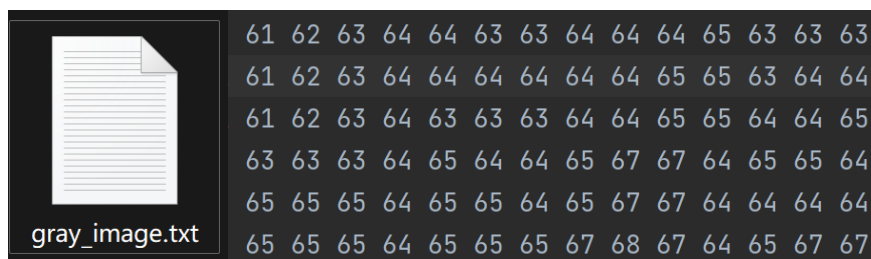 61 62 63 64 64 63 63 64 64 64 65 63 63 63
61 62 63 64 64 64 64 64 64 65 65 63 64 64
61 62 63 64 63 63 63 64 64 65 65 64 64 65
63 63 63 64 65 64 64 65 67 67 64 65 65 64
65 65 65 64 65 65 64 65 67 67 64 64 64 64
65 65 65 64 65 65 65 67 68 67 64 65 67 67
gray_image.txt